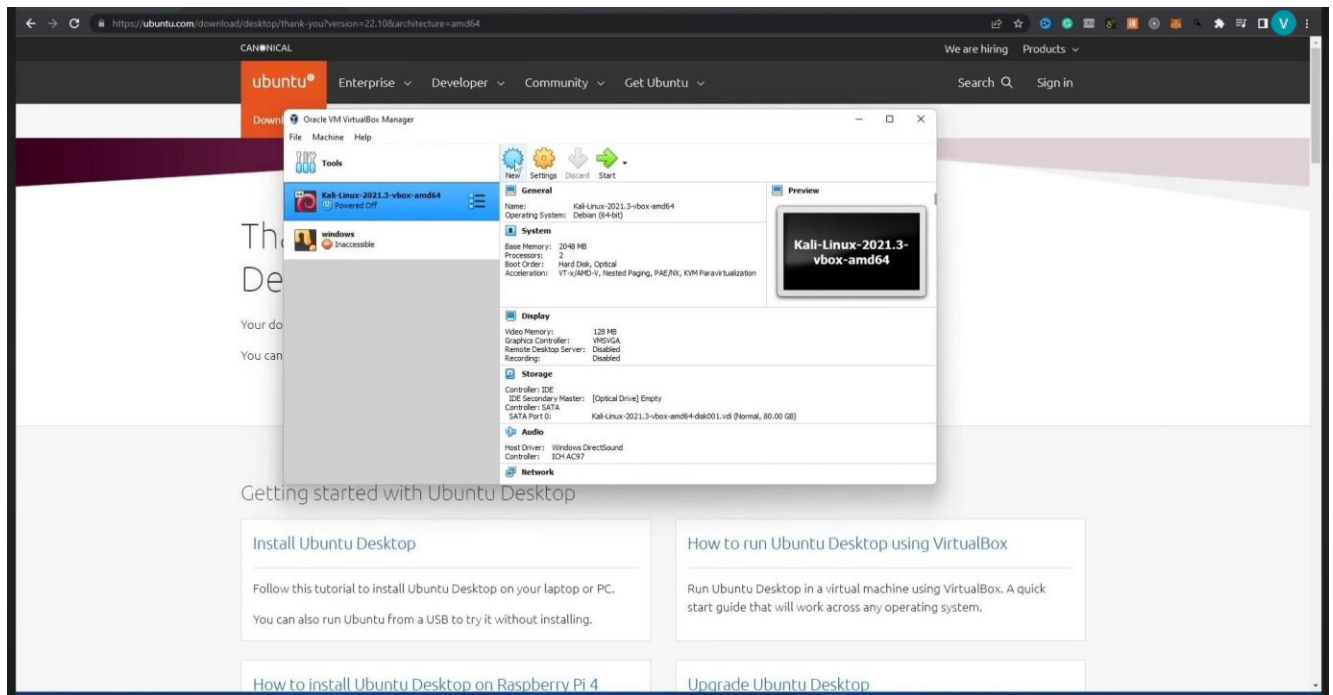 https://ubuntu.com/download/desktop/thank-you?version=22.10&architecture=amd64
V
CANONICAL
We are hiring Products
ubuntu®
Enterprise Developer Community Get Ubuntu
Search Sign in
Downl
Oracle VM VirtualBox Manager
File Machine Help
Tools
New Settings Discard Start
Kali-Linux-2021.3-vbox-amd64
Powered Off
windows
Inaccessible
General
Name: Kali-Linux-2021.3-vbox-amd64
Operating System: Debian (64-bit)
System
Base Memory: 2048 MB
Processors: 2
Boot Order: Hard Disk, Optical
Acceleration: VT-x/AMD-V, Nested Paging, PAE/NX, KVM Paravirtualization
Preview
Kali-Linux-2021.3-
vbox-amd64
Display
Video Memory: 128 MB
Graphics Controller: VMSVGA
Remote Desktop Server: Disabled
Recording: Disabled
Storage
Controller: IDE
IDE Secondary Master: [Optical Drive] Empty
Controller: SATA
SATA Port 0: Kali-Linux-2021.3-vbox-amd64-disk001.vdi (Normal, 80.00 GB)
Audio
Host Driver: Windows DirectSound
Controller: ICH AC97
Network
Th
De
Your do
You can
Getting started with Ubuntu Desktop
Install Ubuntu Desktop
Follow this tutorial to install Ubuntu Desktop on your laptop or PC.
You can also run Ubuntu from a USB to try it without installing.
How to run Ubuntu Desktop using VirtualBox
Run Ubuntu Desktop in a virtual machine using VirtualBox. A quick
start guide that will work across any operating system.
How to install Ubuntu Desktop on Raspberry Pi 4
Upgrade Ubuntu Desktop